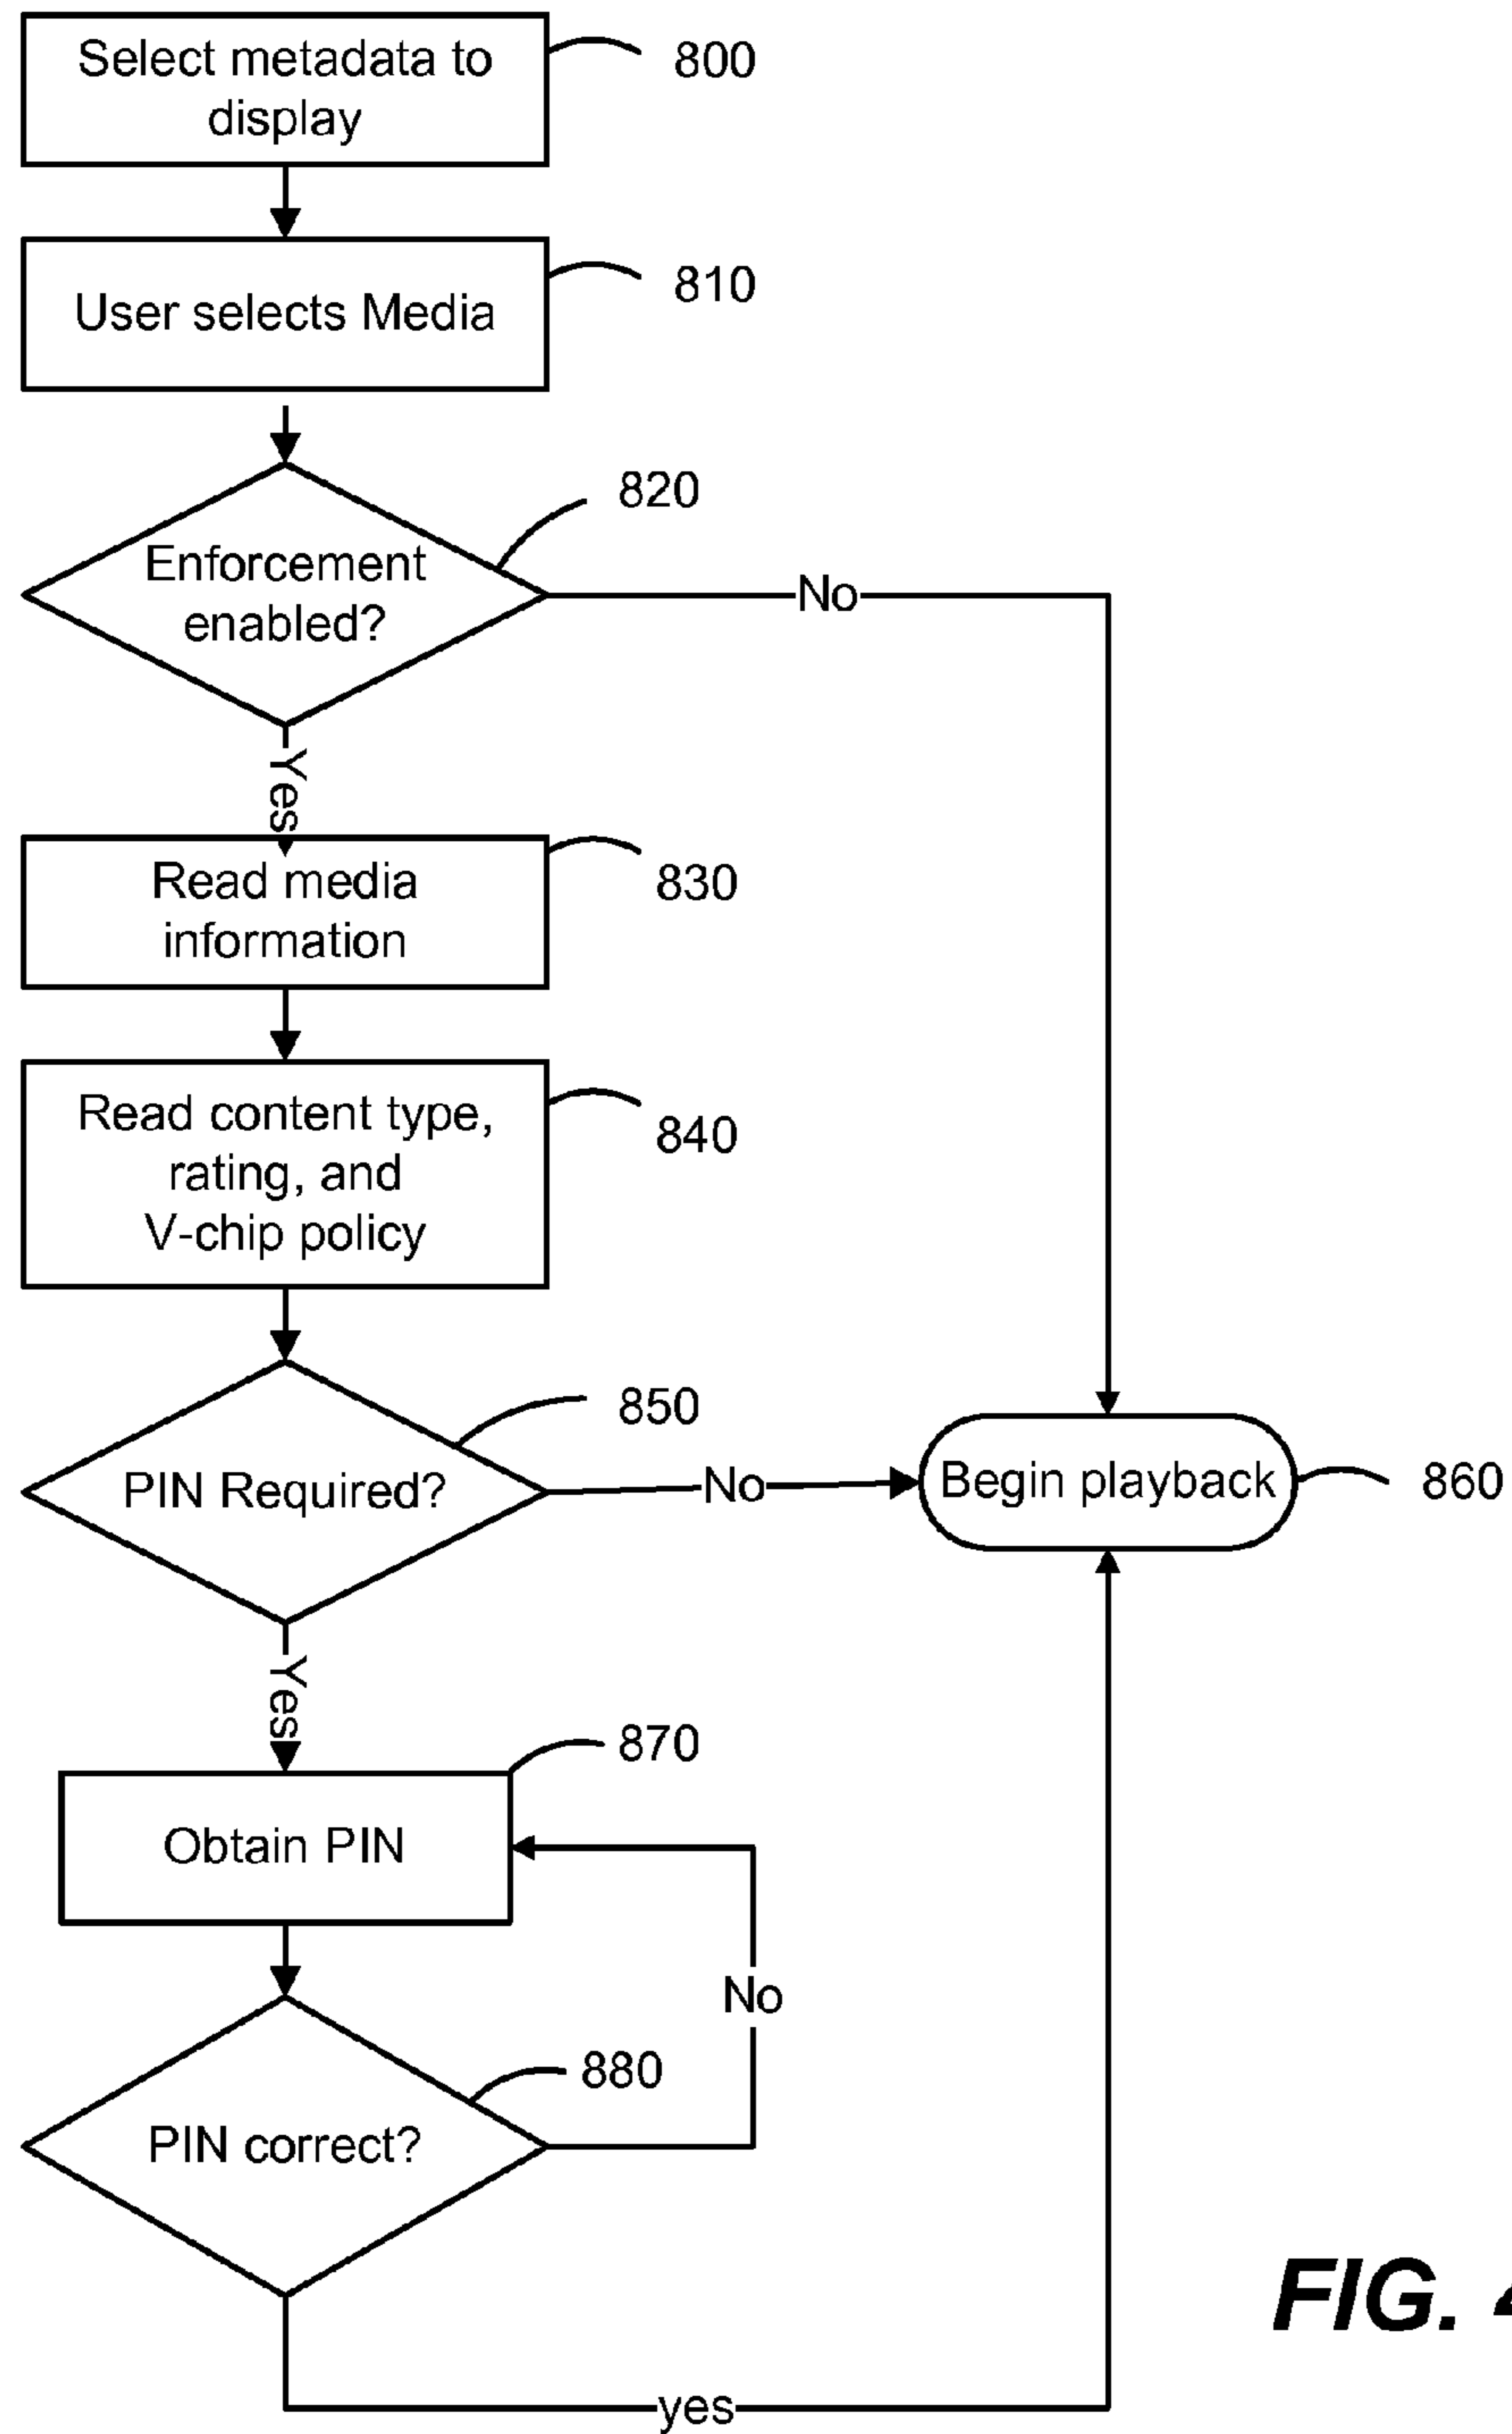 Select metadata to
display
800
User selects Media
810
820
Enforcement
enabled?
No
Yes
Read media
information
830
Read content type,
rating, and
V-chip policy
840
850
PIN Required?
No
Begin playback
860
Yes
870
Obtain PIN
No
880
PIN correct?
yes
FIG.